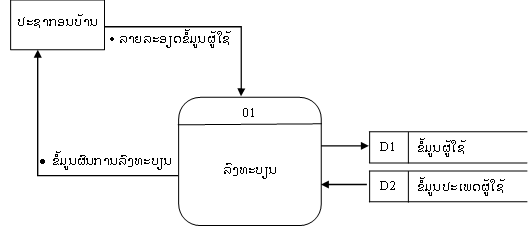 ປະຊາກອນບ້ານ
• ລາຍລະອຽດຂໍ້ມູນຜູ້ໃຊ້
01
• ຂໍ້ມູນຜົນການລົງທະບຽນ
ລົງທະບຽນ
D1 ຂໍ້ມູນຜູ້ໃຊ້
D2 ຂໍ້ມູນປະເພດຜູ້ໃຊ້